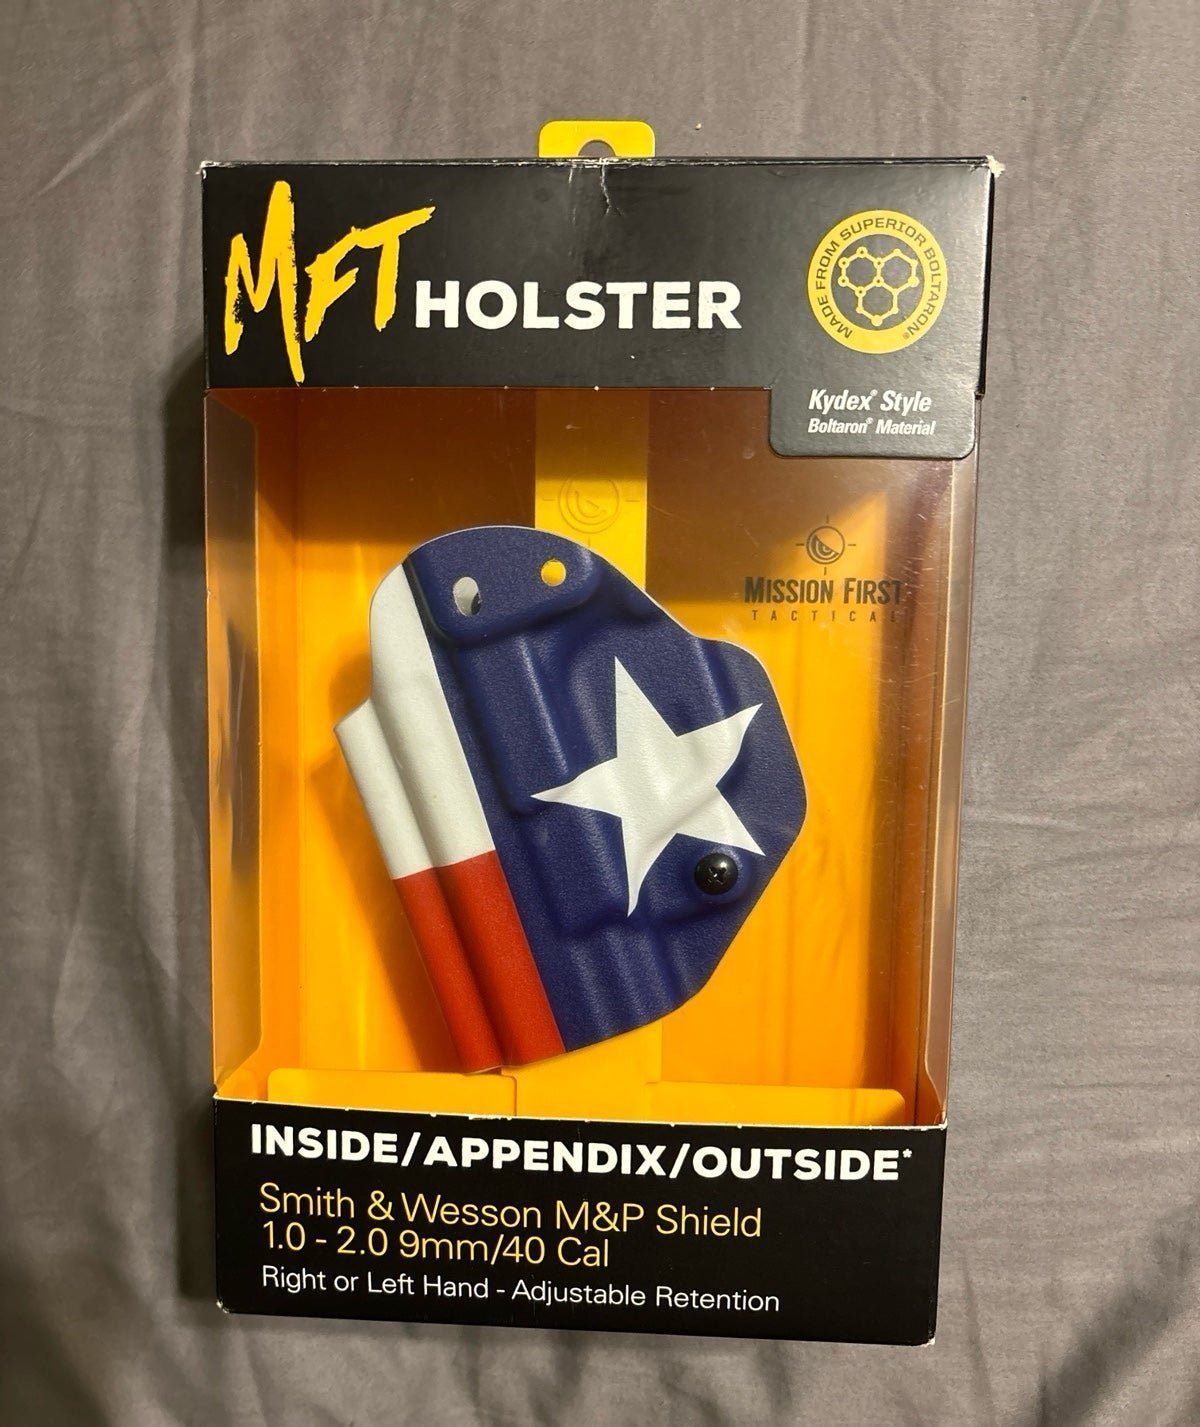 MFT HOLSTER
MADE FROM SUPERIOR BOLTARON®
Kydex® Style
Boltaron® Material
MISSION FIRST
TACTICAL
INSIDE/APPENDIX/OUTSIDE*
Smith & Wesson M&P Shield
1.0 - 2.0 9mm/40 Cal
Right or Left Hand - Adjustable Retention